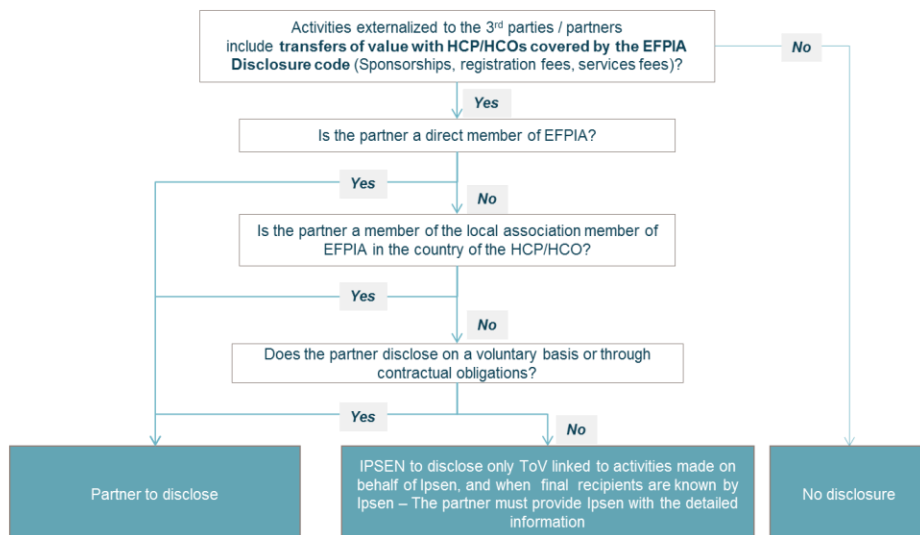 Activities externalized to the 3rd parties / partners
include transfers of value with HCP/HCOs covered by the EFPIA
Disclosure code (Sponsorships, registration fees, services fees)?
No
Yes
Is the partner a direct member of EFPIA?
Yes
No
Is the partner a member of the local association member of
EFPIA in the country of the HCP/HCO?
Yes
No
Does the partner disclose on a voluntary basis or through
contractual obligations?
Yes
No
Partner to disclose
IPSEN to disclose only ToV linked to activities made on
behalf of Ipsen, and when final recipients are known by
Ipsen – The partner must provide Ipsen with the detailed
information
No disclosure